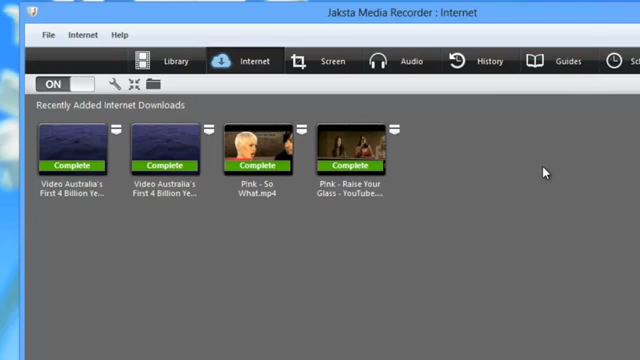 Jaksta Media Recorder : Internet
File Internet Help
Library Internet Screen Audio History Guides
ON
Recently Added Internet Downloads
Complete Complete Complete Complete
Video Australia's Video Australia's P!nk - So P!nk - Raise Your
First 4 Billion Ye... First 4 Billion Ye... What.mp4 Glass - YouTube....